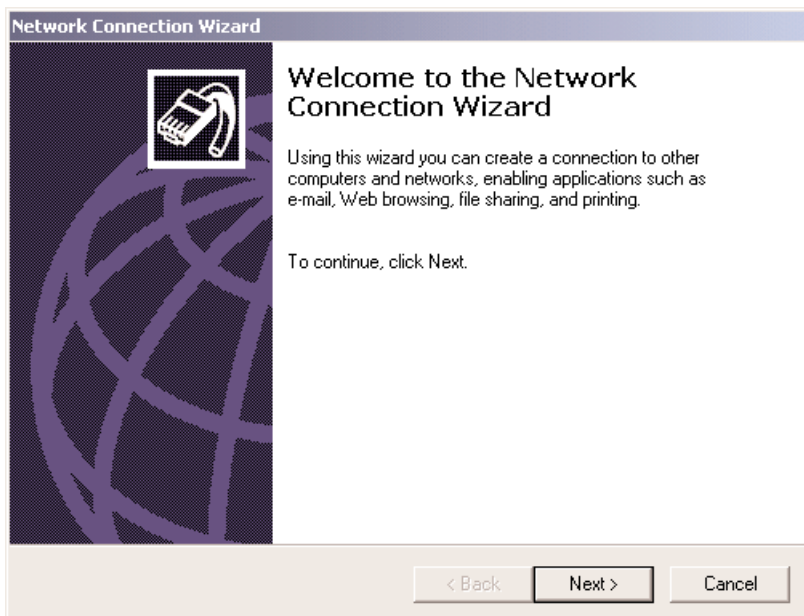 Network Connection Wizard
Welcome to the Network
Connection Wizard
Using this wizard you can create a connection to other
computers and networks, enabling applications such as
e-mail, Web browsing, file sharing, and printing.
To continue, click Next.
< Back
Next >
Cancel